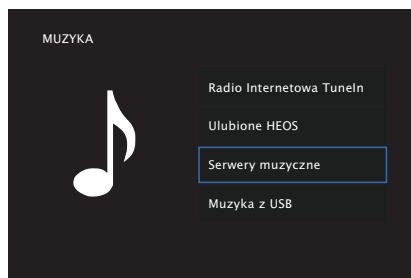 MUZYKA
Radio Internetowa TuneIn
Ulubione HEOS
Serwery muzyczne
Muzyka z USB